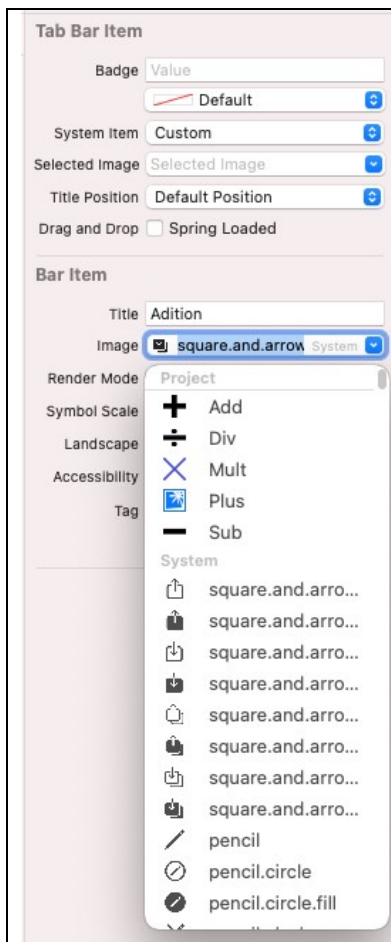 Tab Bar Item
Badge Value
Default
System Item Custom
Selected Image Selected Image
Title Position Default Position
Drag and Drop Spring Loaded
Bar Item
Title Adition
Image square.and.arrow System
Render Mode Project
Symbol Scale Add
Landscape Div
Accessibility Mult
Tag Plus
Sub
System
square.and.arro...
square.and.arro...
square.and.arro...
square.and.arro...
square.and.arro...
square.and.arro...
square.and.arro...
square.and.arro...
pencil
pencil.circle
pencil.circle.fill